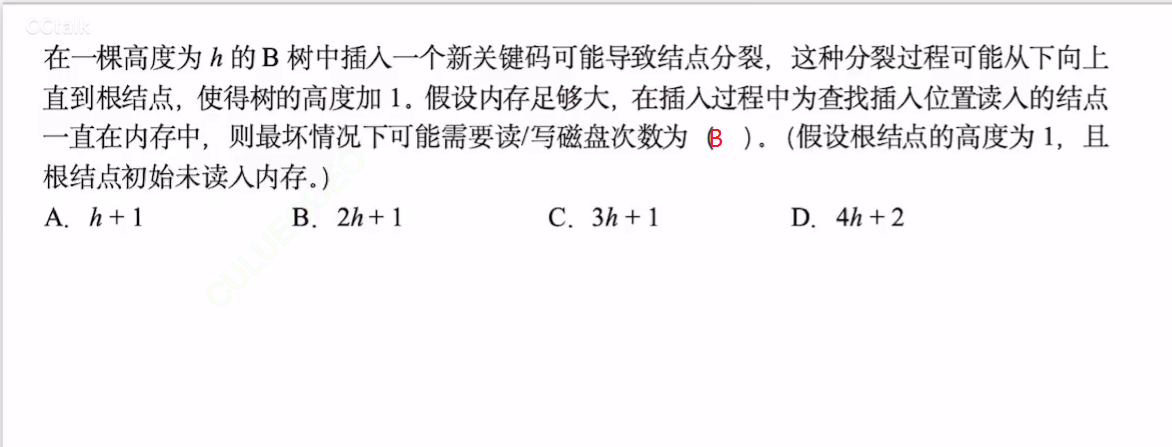 CCtalk
在一棵高度为 h 的 B 树中插入一个新关键码可能导致结点分裂，这种分裂过程可能从下向上
直到根结点，使得树的高度加 1。假设内存足够大，在插入过程中为查找插入位置读入的结点
一直在内存中，则最坏情况下可能需要读/写磁盘次数为（B ）。（假设根结点的高度为 1，且
根结点初始未读入内存。）
A. h + 1 B. 2h + 1 C. 3h + 1 D. 4h + 2